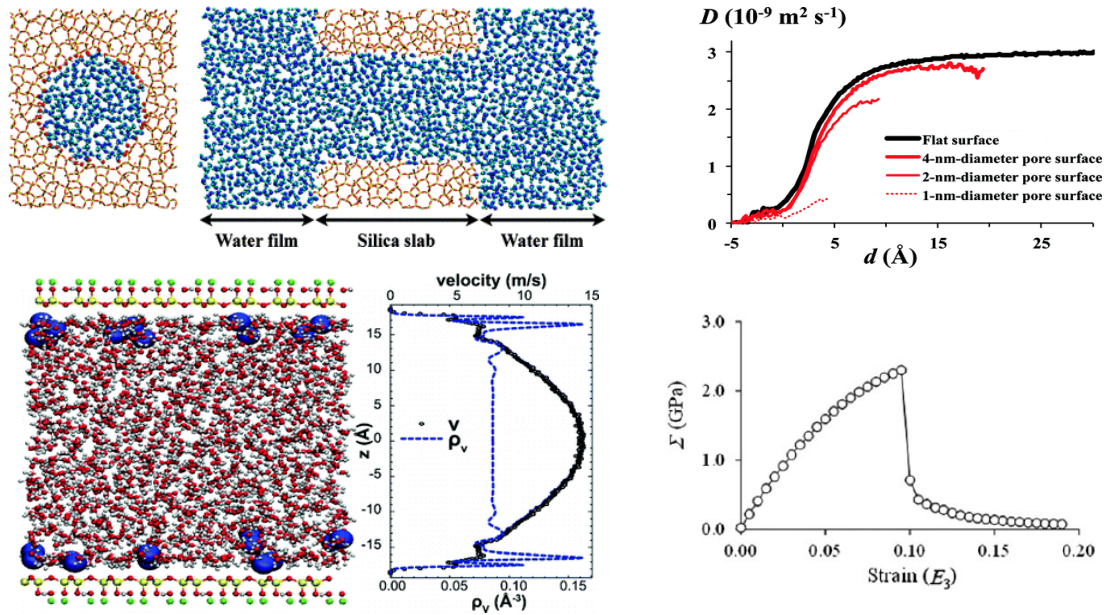 Water film
Silica slab
Water film
D (10⁻⁹ m² s⁻¹)
3
2
1
0
Flat surface
4-nm-diameter pore surface
2-nm-diameter pore surface
1-nm-diameter pore surface
-5
5
15
25
d (Å)
velocity (m/s)
0
5
10
15
15
10
5
0
-5
-10
-15
z (Å)
v
ρᵥ
0.00
0.05
0.10
0.15
ρᵥ (Å⁻³)
3.0
2.0
1.0
0.0
Σ (GPa)
0.00
0.05
0.10
0.15
0.20
Strain (E₃)